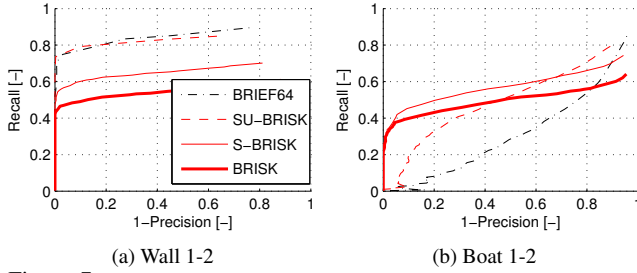 1
0.8
0.6
0.4
0.2
0
Recall [−]
0 0.2 0.4 0.6 0.8 1
1−Precision [−]
BRIEF64
SU−BRISK
S−BRISK
BRISK
(a) Wall 1-2
1
0.8
0.6
0.4
0.2
0
Recall [−]
0 0.2 0.4 0.6 0.8 1
1−Precision [−]
(b) Boat 1-2